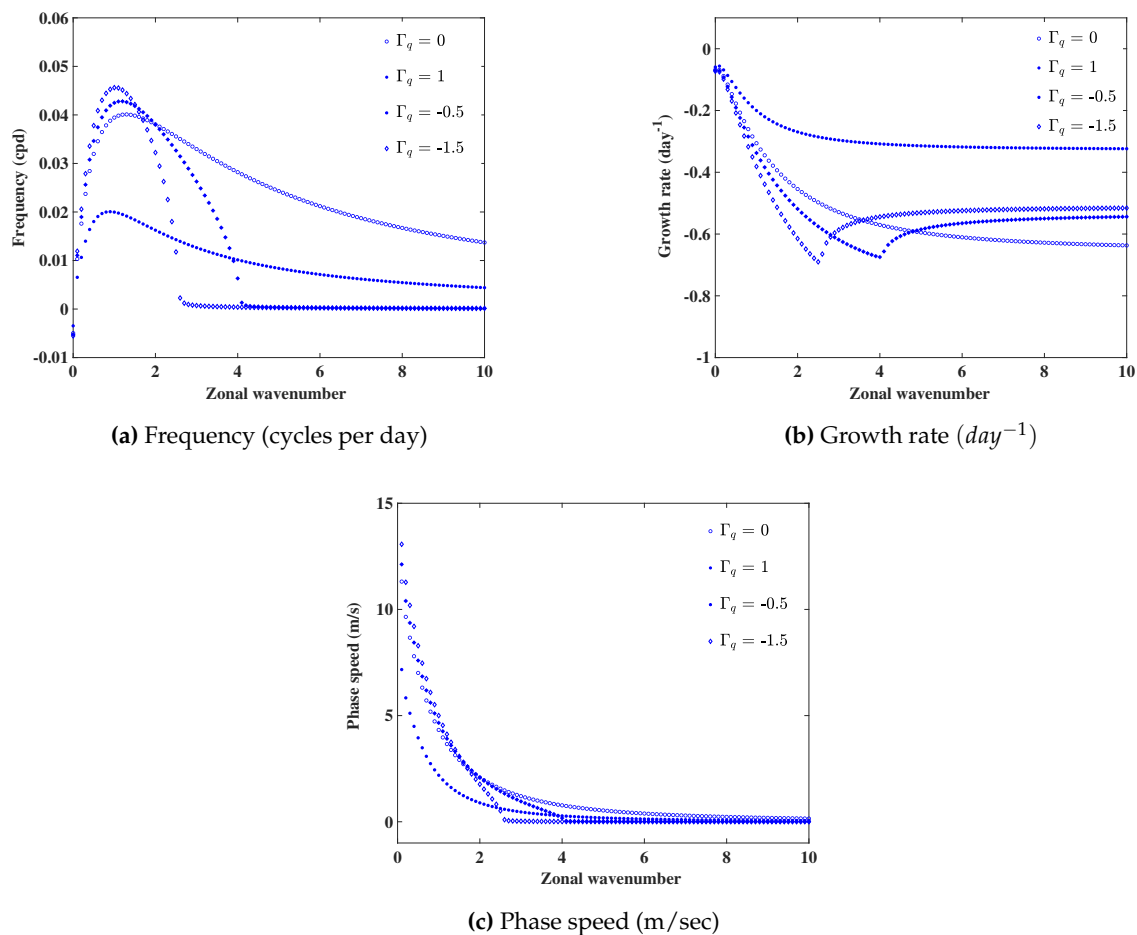 0.06
0.05
0.04
0.03
0.02
0.01
0
-0.01
Frequency (cpd)
Γq = 0
Γq = 1
Γq = -0.5
Γq = -1.5
0 2 4 6 8 10
Zonal wavenumber
(a) Frequency (cycles per day)
0
-0.2
-0.4
-0.6
-0.8
-1
Growth rate (day-1)
Γq = 0
Γq = 1
Γq = -0.5
Γq = -1.5
0 2 4 6 8 10
Zonal wavenumber
(b) Growth rate (day−1)
15
10
5
0
Phase speed (m/s)
Γq = 0
Γq = 1
Γq = -0.5
Γq = -1.5
0 2 4 6 8 10
Zonal wavenumber
(c) Phase speed (m/sec)